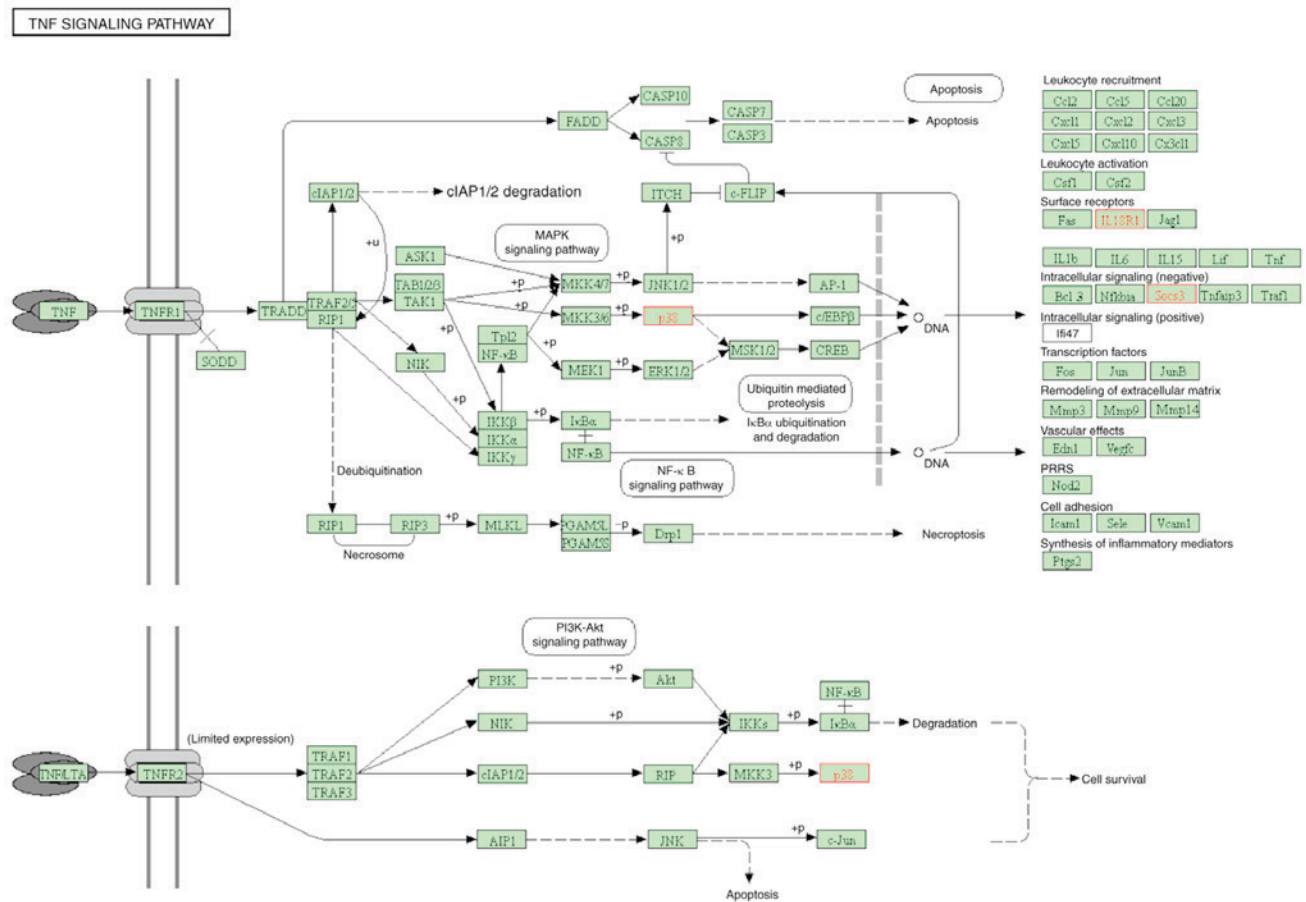 TNF SIGNALING PATHWAY
Leukocyte recruitment
Ccl2 Ccl5 Ccl20
Cxcl1 Cxcl2 Cxcl3
Cxcl5 Cxcl10 Cx3cl1
Leukocyte activation
Csf1 Csf2
Surface receptors
Fas IL18R1 Jag1
IL1b IL6 IL15 Lif Tnf
Intracellular signaling (negative)
Bcl3 Nfkbia Socs3 Tnfaip3 Traf1
Intracellular signaling (positive)
Ifi47
Transcription factors
Fos Jun JunB
Remodeling of extracellular matrix
Mmp3 Mmp9 Mmp14
Vascular effects
Edn1 Vegfc
PRRS
Nod2
Cell adhesion
Icam1 Sele Vcam1
Synthesis of inflammatory mediators
Ptgs2
CASP10
CASP7
Apoptosis
FADD
Apoptosis
CASP8
CASP3
cIAP1/2
cIAP1/2 degradation
ITCH
c-FLIP
+u
MAPK
signaling pathway
+p
ASK1
TAB1/2/3
TAK1
+p
+p
MKK4/7
+p
JNK1/2
AP-1
MKK3/6
+p
p38
c/EBPβ
DNA
TNF
TNFR1
TRADD
TRAF2/5
RIP1
SODD
NIK
+p
+p
Tpl2
NF-κB
+p
MEK1
+p
ERK1/2
MSK1/2
CREB
Ubiquitin mediated
proteolysis
IKKβ
IKKα
IKKγ
+p
IκBα
IκBα ubiquitination
and degradation
NF-κB
DNA
NF-κ B
signaling pathway
Deubiquitination
RIP1
RIP3
Necrosome
+p
MLKL
PGAM5L
PGAM5S
-p
Drp1
Necroptosis
PI3K-Akt
signaling pathway
PI3K
+p
Akt
NF-κB
NIK
+p
IKKs
+p
IκBα
Degradation
(Limited expression)
TNF/LTA
TNFR2
TRAF1
TRAF2
TRAF3
cIAP1/2
RIP
MKK3
+p
p38
Cell survival
AIP1
JNK
+p
c-Jun
Apoptosis